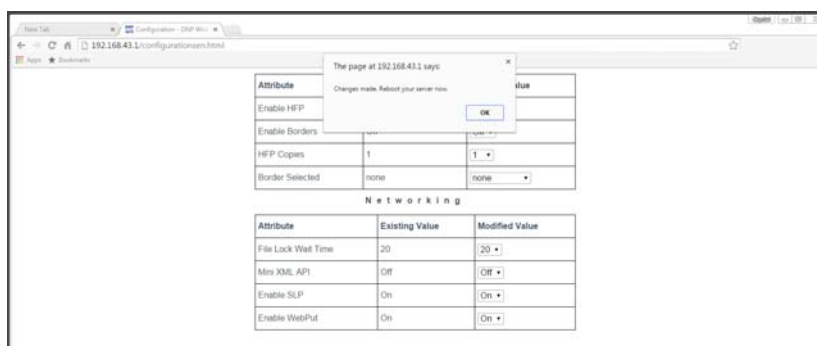 New Tab
Configuration - DNP Wi
192.168.43.1/configurationsen.html
Apps
Bookmarks
The page at 192.168.43.1 says:
Changes made. Reboot your server now.
OK
Attribute
Enable HFP
Enable Borders
HFP Copies 1 1
Border Selected none none
Networking
Attribute Existing Value Modified Value
File Lock Wait Time 20 20
Mini XML API Off Off
Enable SLP On On
Enable WebPut On On